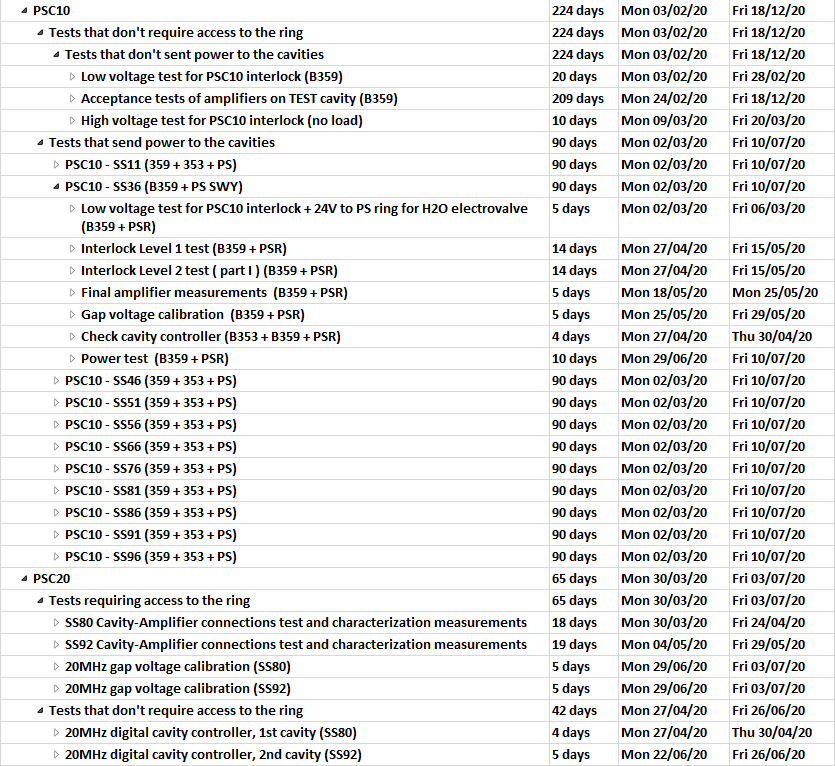 PSC10 224 days Mon 03/02/20 Fri 18/12/20
Tests that don't require access to the ring 224 days Mon 03/02/20 Fri 18/12/20
Tests that don't sent power to the cavities 224 days Mon 03/02/20 Fri 18/12/20
Low voltage test for PSC10 interlock (B359) 20 days Mon 03/02/20 Fri 28/02/20
Acceptance tests of amplifiers on TEST cavity (B359) 209 days Mon 24/02/20 Fri 18/12/20
High voltage test for PSC10 interlock (no load) 10 days Mon 09/03/20 Fri 20/03/20
Tests that send power to the cavities 90 days Mon 02/03/20 Fri 10/07/20
PSC10 - SS11 (359 + 353 + PS) 90 days Mon 02/03/20 Fri 10/07/20
PSC10 - SS36 (B359 + PS SWY) 90 days Mon 02/03/20 Fri 10/07/20
Low voltage test for PSC10 interlock + 24V to PS ring for H2O electrovalve 5 days Mon 02/03/20 Fri 06/03/20
(B359 + PSR)
Interlock Level 1 test (B359 + PSR) 14 days Mon 27/04/20 Fri 15/05/20
Interlock Level 2 test ( part I ) (B359 + PSR) 14 days Mon 27/04/20 Fri 15/05/20
Final amplifier measurements (B359 + PSR) 5 days Mon 18/05/20 Mon 25/05/20
Gap voltage calibration (B359 + PSR) 5 days Mon 25/05/20 Fri 29/05/20
Check cavity controller (B353 + B359 + PSR) 4 days Mon 27/04/20 Thu 30/04/20
Power test (B359 + PSR) 10 days Mon 29/06/20 Fri 10/07/20
PSC10 - SS46 (359 + 353 + PS) 90 days Mon 02/03/20 Fri 10/07/20
PSC10 - SS51 (359 + 353 + PS) 90 days Mon 02/03/20 Fri 10/07/20
PSC10 - SS56 (359 + 353 + PS) 90 days Mon 02/03/20 Fri 10/07/20
PSC10 - SS66 (359 + 353 + PS) 90 days Mon 02/03/20 Fri 10/07/20
PSC10 - SS76 (359 + 353 + PS) 90 days Mon 02/03/20 Fri 10/07/20
PSC10 - SS81 (359 + 353 + PS) 90 days Mon 02/03/20 Fri 10/07/20
PSC10 - SS86 (359 + 353 + PS) 90 days Mon 02/03/20 Fri 10/07/20
PSC10 - SS91 (359 + 353 + PS) 90 days Mon 02/03/20 Fri 10/07/20
PSC10 - SS96 (359 + 353 + PS) 90 days Mon 02/03/20 Fri 10/07/20
PSC20 65 days Mon 30/03/20 Fri 03/07/20
Tests requiring access to the ring 65 days Mon 30/03/20 Fri 03/07/20
SS80 Cavity-Amplifier connections test and characterization measurements 18 days Mon 30/03/20 Fri 24/04/20
SS92 Cavity-Amplifier connections test and characterization measurements 19 days Mon 04/05/20 Fri 29/05/20
20MHz gap voltage calibration (SS80) 5 days Mon 29/06/20 Fri 03/07/20
20MHz gap voltage calibration (SS92) 5 days Mon 29/06/20 Fri 03/07/20
Tests that don't require access to the ring 42 days Mon 27/04/20 Fri 26/06/20
20MHz digital cavity controller, 1st cavity (SS80) 4 days Mon 27/04/20 Thu 30/04/20
20MHz digital cavity controller, 2nd cavity (SS92) 5 days Mon 22/06/20 Fri 26/06/20